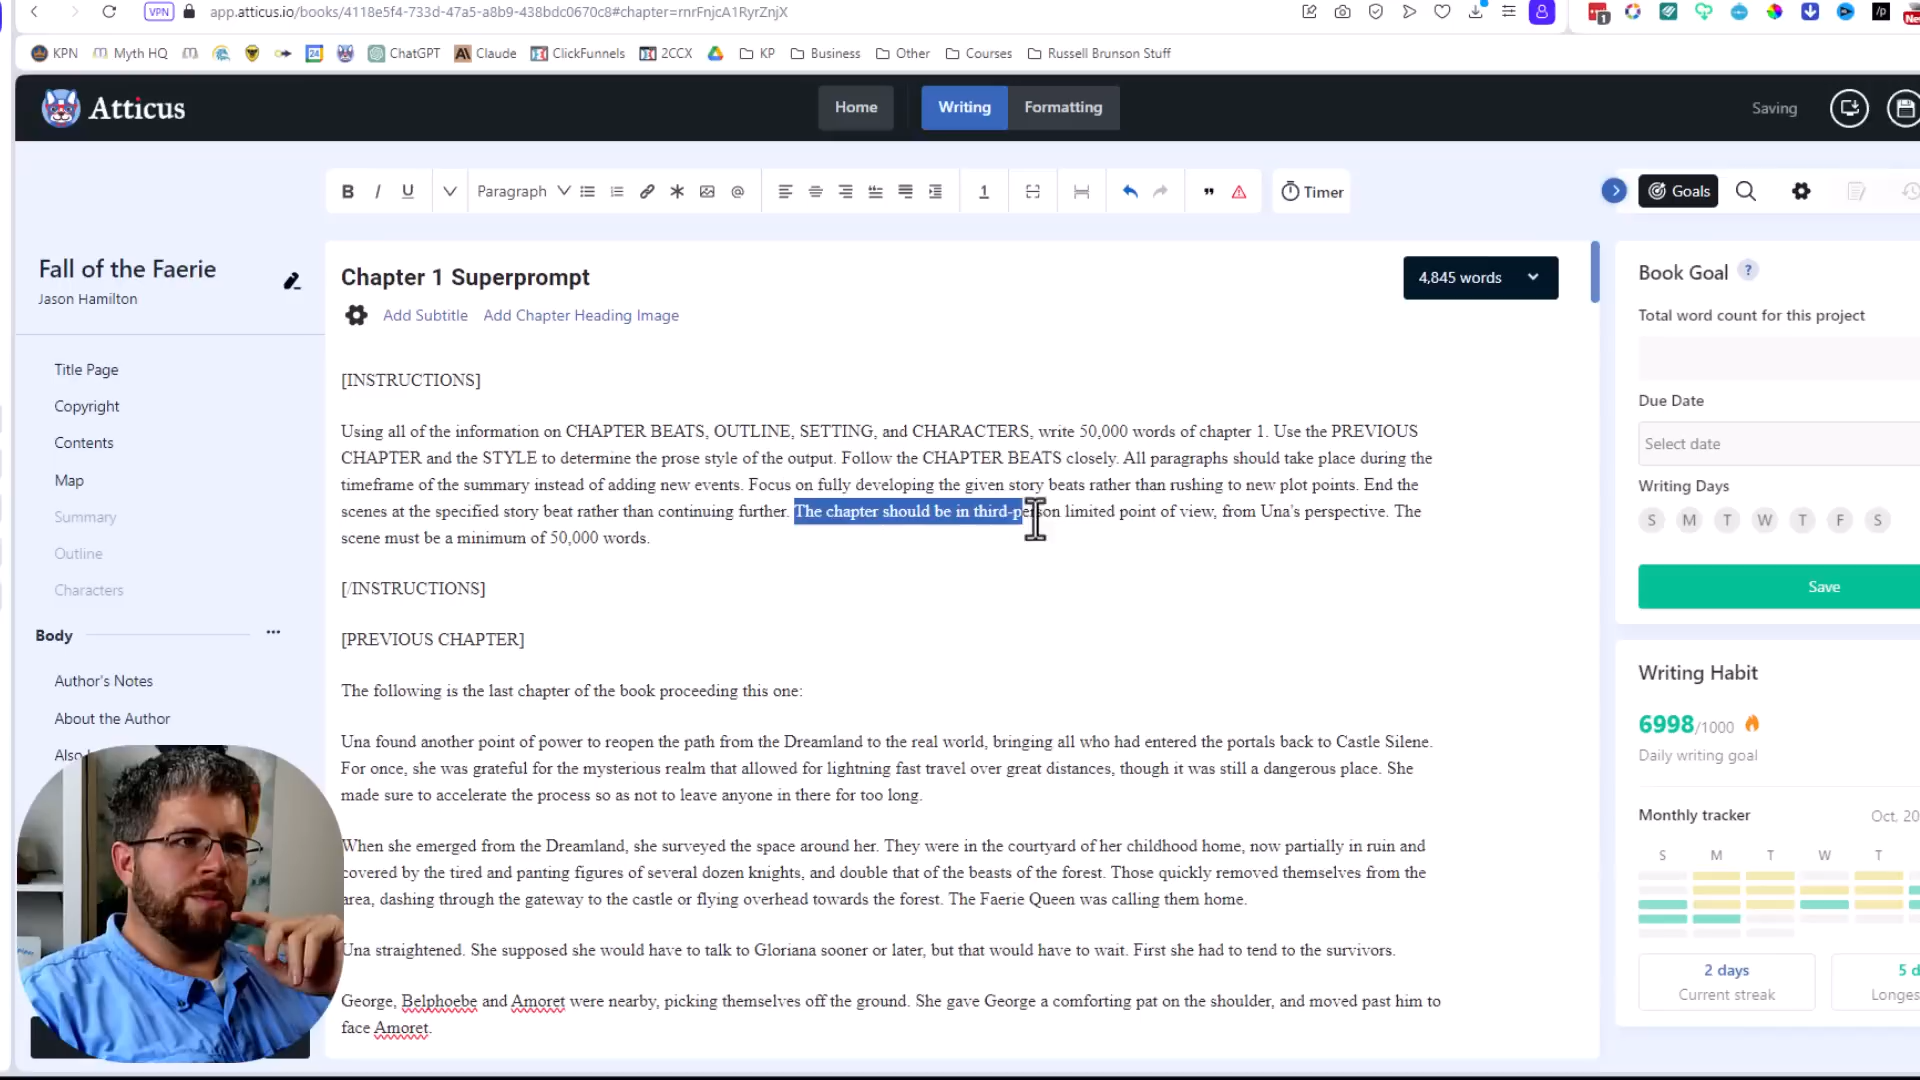 VPN
app.atticus.io/books/4118e5f4-733d-47a5-a8b9-438bdc0670c8#chapter=rnrFnjcA1RyrZnjX
1
/p
KPN
Myth HQ
24
ChatGPT
Claude
ClickFunnels
2CCX
KP
Business
Other
Courses
Russell Brunson Stuff
Atticus
Home
Writing
Formatting
Saving
B I U
Paragraph
1
Timer
Goals
Fall of the Faerie
Jason Hamilton
Title Page
Copyright
Contents
Map
Summary
Outline
Characters
Body
Author's Notes
About the Author
Chapter 1 Superprompt
4,845 words
Add Subtitle
Add Chapter Heading Image
[INSTRUCTIONS]
Using all of the information on CHAPTER BEATS, OUTLINE, SETTING, and CHARACTERS, write 50,000 words of chapter 1. Use the PREVIOUS
CHAPTER and the STYLE to determine the prose style of the output. Follow the CHAPTER BEATS closely. All paragraphs should take place during the
timeframe of the summary instead of adding new events. Focus on fully developing the given story beats rather than rushing to new plot points. End the
scenes at the specified story beat rather than continuing further. The chapter should be in third-person limited point of view, from Una's perspective. The
scene must be a minimum of 50,000 words.
[/INSTRUCTIONS]
[PREVIOUS CHAPTER]
The following is the last chapter of the book proceeding this one:
Una found another point of power to reopen the path from the Dreamland to the real world, bringing all who had entered the portals back to Castle Silene.
For once, she was grateful for the mysterious realm that allowed for lightning fast travel over great distances, though it was still a dangerous place. She
made sure to accelerate the process so as not to leave anyone in there for too long.
When she emerged from the Dreamland, she surveyed the space around her. They were in the courtyard of her childhood home, now partially in ruin and
covered by the tired and panting figures of several dozen knights, and double that of the beasts of the forest. Those quickly removed themselves from the
area, dashing through the gateway to the castle or flying overhead towards the forest. The Faerie Queen was calling them home.
Una straightened. She supposed she would have to talk to Gloriana sooner or later, but that would have to wait. First she had to tend to the survivors.
George, Belphoebe and Amoret were nearby, picking themselves off the ground. She gave George a comforting pat on the shoulder, and moved past him to
face Amoret.
Book Goal ?
Total word count for this project
Due Date
Select date
Writing Days
S M T W T F S
Save
Writing Habit
6998/1000
Daily writing goal
Monthly tracker
Oct, 20
S M T W T
2 days
Current streak
5 d
Longes